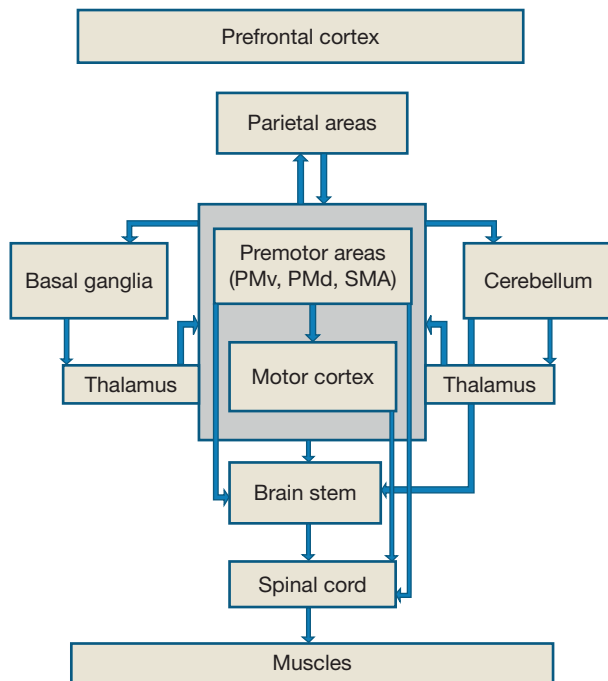 Prefrontal cortex
Parietal areas
Premotor areas
(PMv, PMd, SMA)
Basal ganglia
Cerebellum
Thalamus
Motor cortex
Thalamus
Brain stem
Spinal cord
Muscles